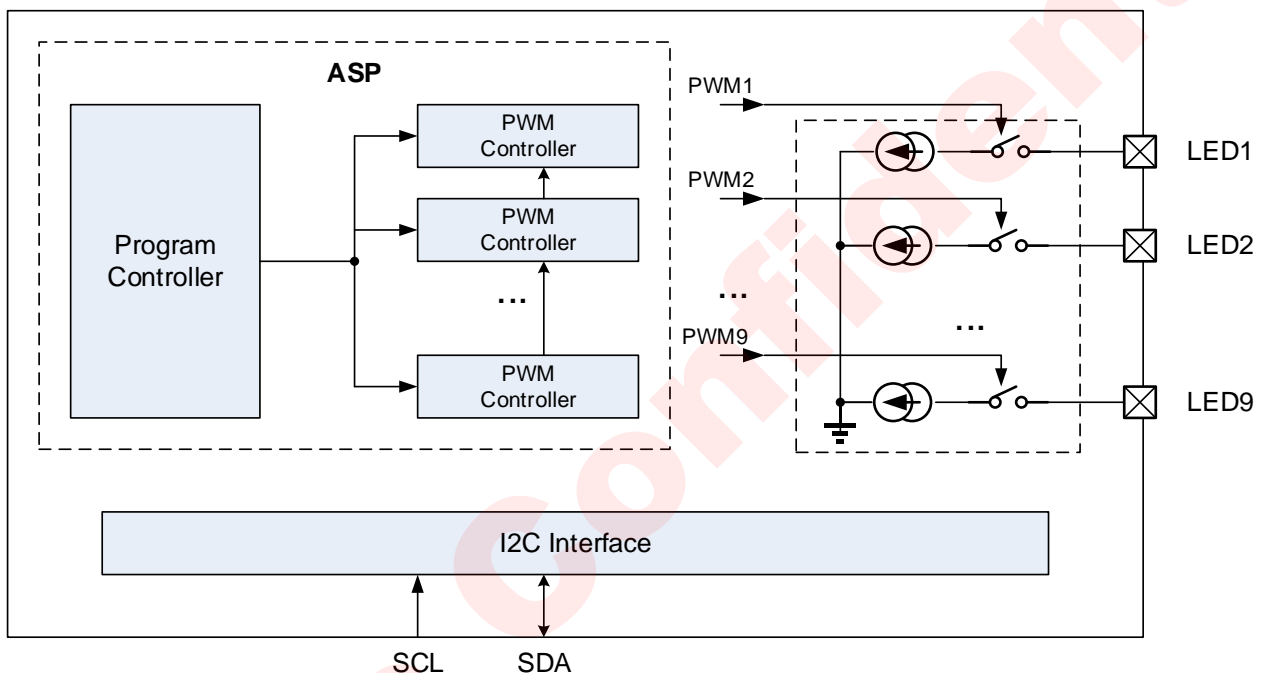 ASP
Program
Controller
PWM
Controller
PWM
Controller
...
PWM
Controller
PWM1
PWM2
...
PWM9
...
LED1
LED2
LED9
I2C Interface
SCL
SDA